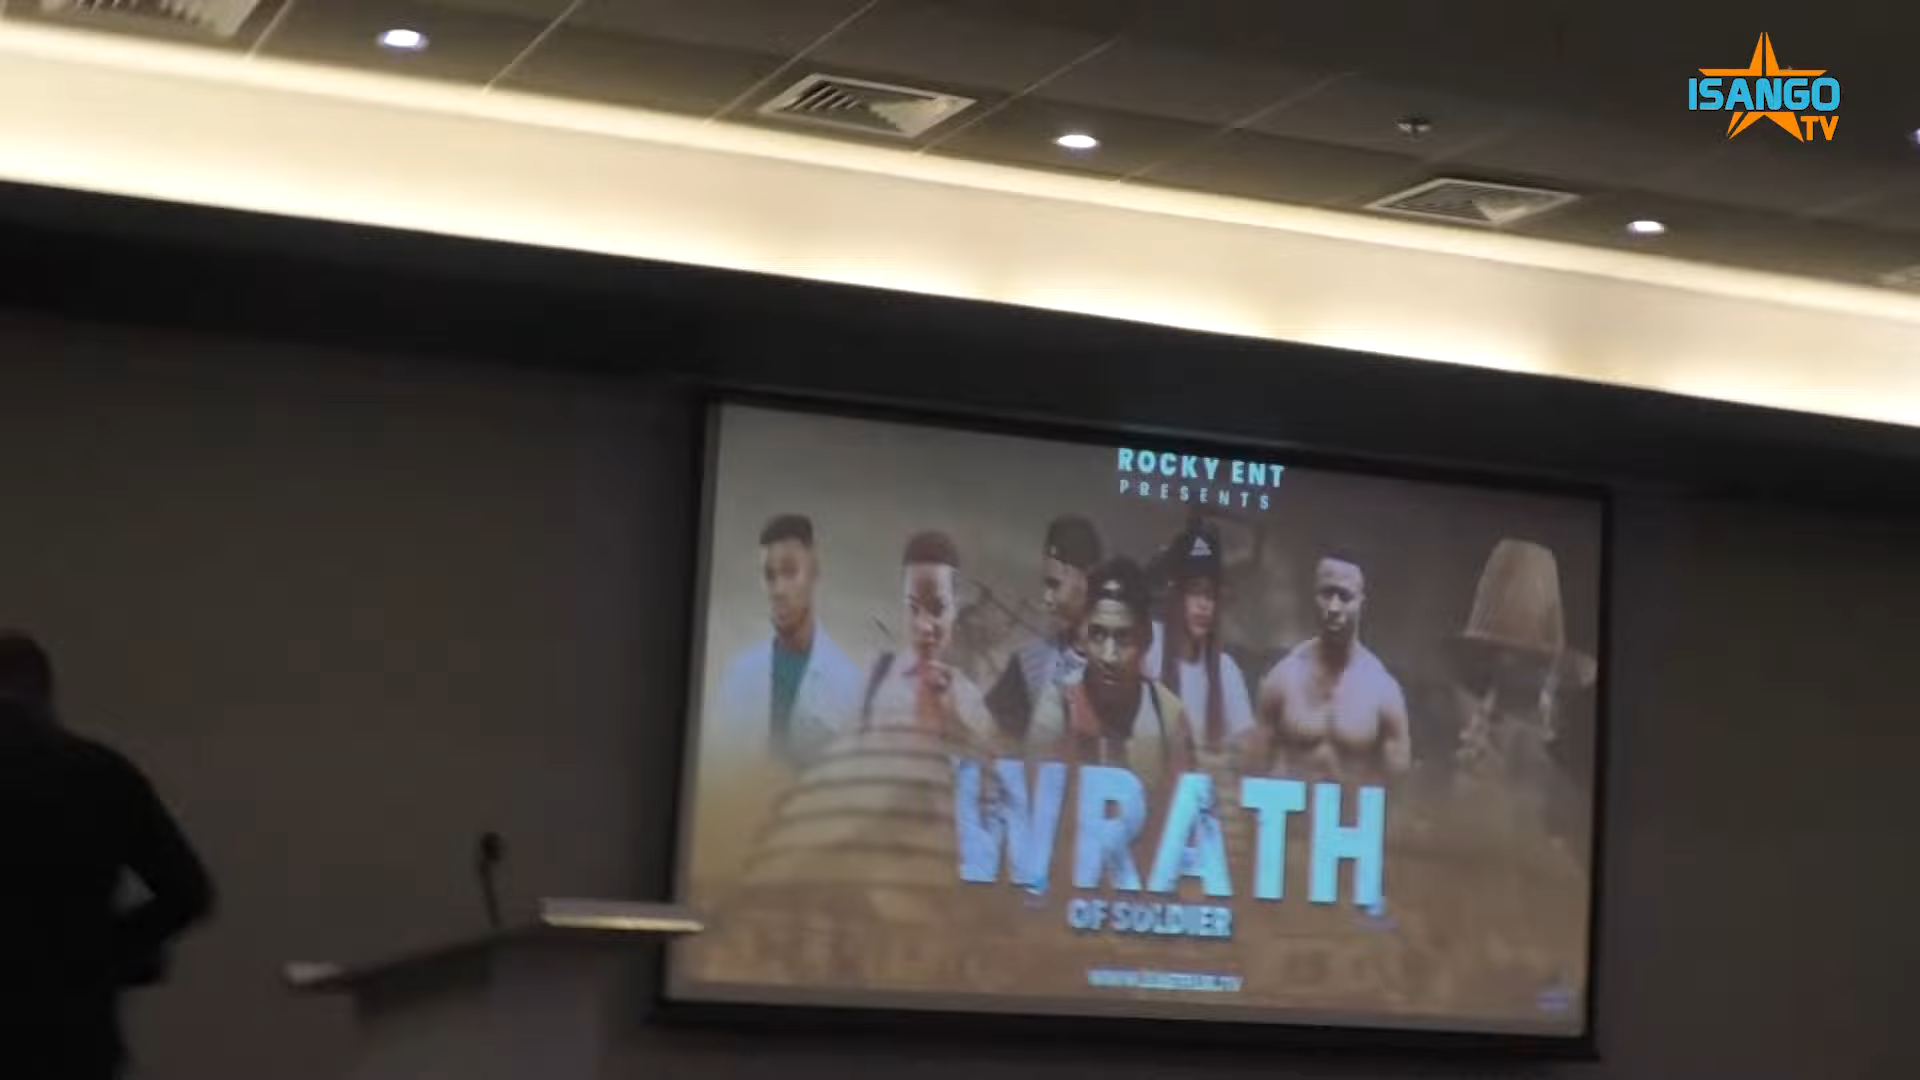 ISANGO
TV
ROCKY ENT
PRESENTS
WRATH
OF SOLDIER